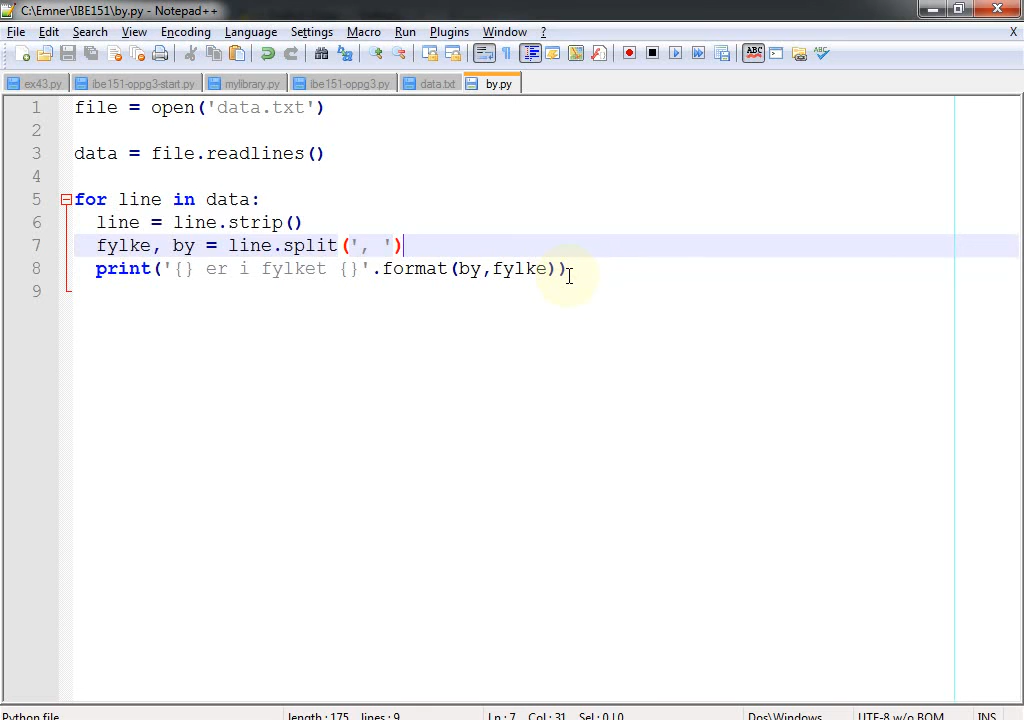 C:\Emner\IBE151\by.py - Notepad++
X
File Edit Search View Encoding Language Settings Macro Run Plugins Window ?
X
ABC ABC
ex43.py ibe151-oppg3-start.py mylibrary.py ibe151-oppg3.py data.txt by.py
1 file = open('data.txt')
2
3 data = file.readlines()
4
5 for line in data:
6 line = line.strip()
7 fylke, by = line.split(', ')
8 print('{} er i fylket {}'.format(by,fylke))
9
Python file length : 175 lines : 9 Ln : 7 Col : 31 Sel : 0 | 0 Dos\Windows UTF-8 w/o BOM INS